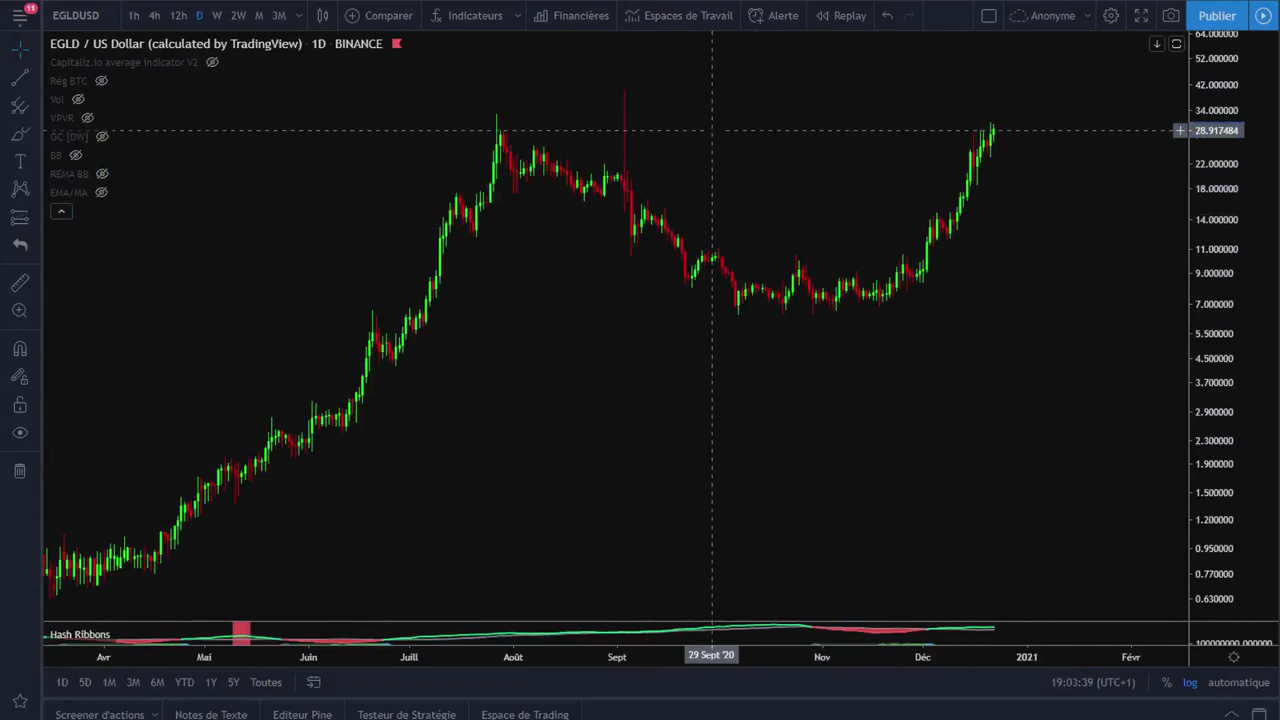 11
EGLDUSD
1h 4h 12h D W 2W M 3M
Comparer
Indicateurs
Financières
Espaces de Travail
Alerte
Replay
Anonyme
Publier
EGLD / US Dollar (calculated by TradingView) · 1D · BINANCE
Capitaliz.io average indicator V2
Rég BTC
Vol
VPVR
GC [DW]
BB
REMA BB
EMA/MA
64.000000
52.000000
42.000000
34.000000
28.917484
22.000000
18.000000
14.000000
11.000000
9.000000
7.000000
5.500000
4.500000
3.700000
2.900000
2.300000
1.900000
1.500000
1.200000
0.950000
0.770000
0.630000
Hash Ribbons
Avr Mai Juin Juill Août Sept 29 Sept '20 Nov Déc 2021 Févr
1D 5D 1M 3M 6M YTD 1Y 5Y Toutes
19:03:39 (UTC+1) % log automatique
Screener d'actions Notes de Texte Editeur Pine Testeur de Stratégie Espace de Trading